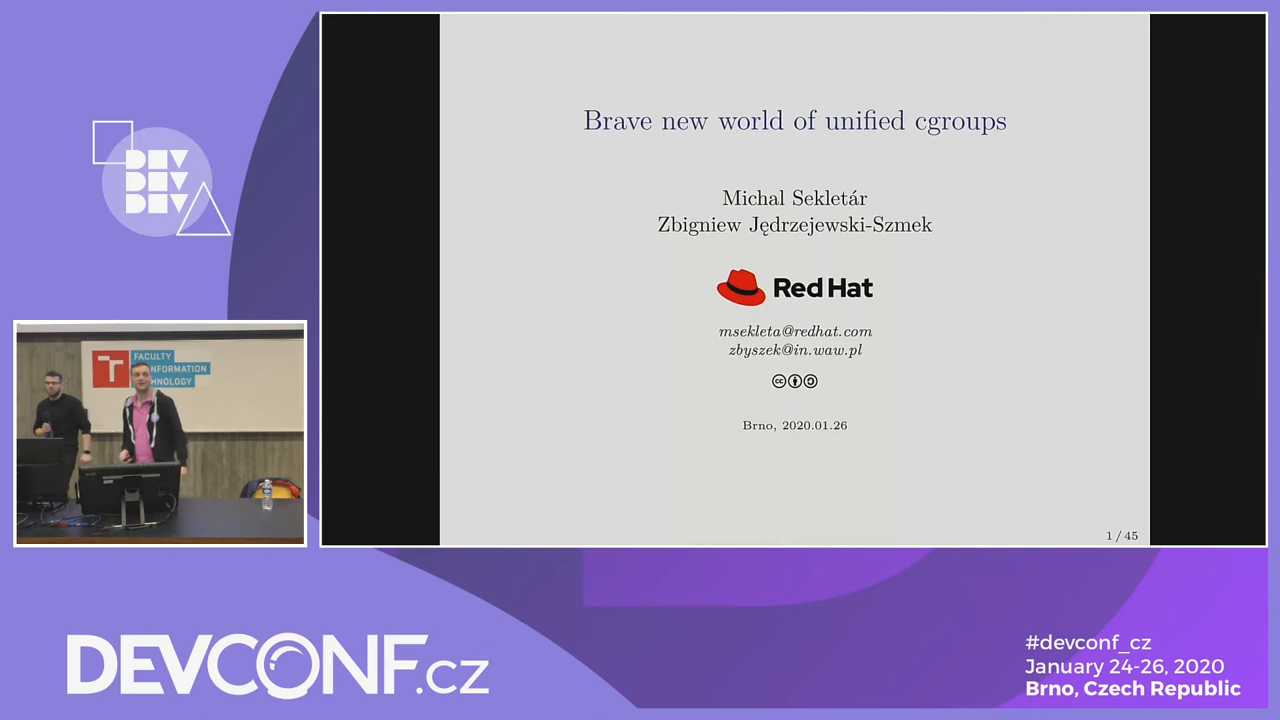 DEV
DEV
DEV
Brave new world of unified cgroups
Michal Sekletár
Zbigniew Jędrzejewski-Szmek
Red Hat
msekleta@redhat.com
zbyszek@in.waw.pl
cc
Brno, 2020.01.26
1 / 45
T
FACULTY
INFORMATION
TECHNOLOGY
DEVCONF.cz
#devconf_cz
January 24-26, 2020
Brno, Czech Republic